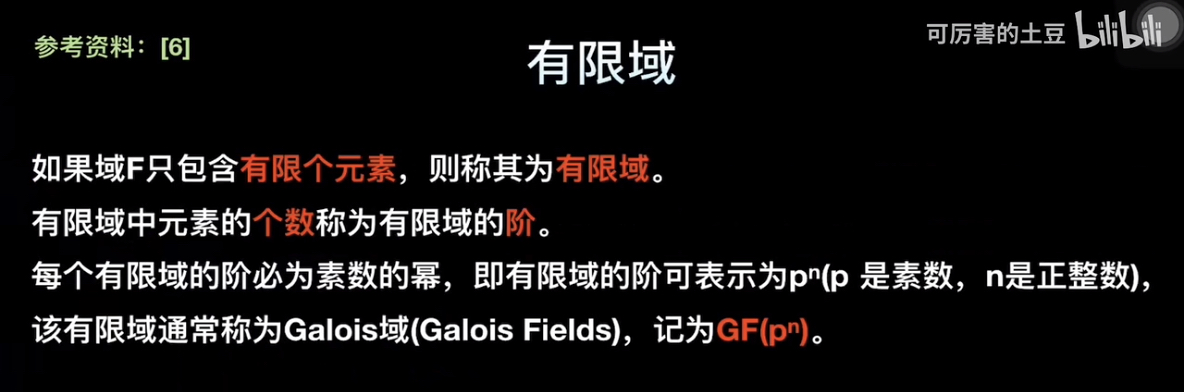 参考资料：[6]
可厉害的土豆 bilibili
有限域
如果域F只包含有限个元素，则称其为有限域。
有限域中元素的个数称为有限域的阶。
每个有限域的阶必为素数的幂，即有限域的阶可表示为pⁿ(p 是素数，n是正整数)，
该有限域通常称为Galois域(Galois Fields)，记为GF(pⁿ)。